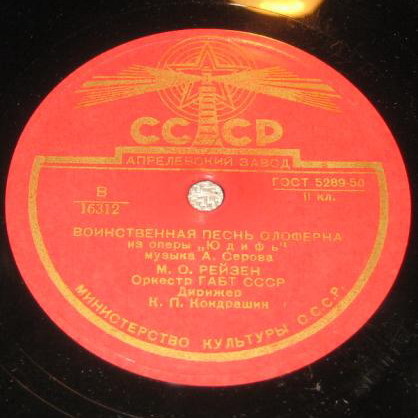 СССР
АПРЕЛЕВСКИЙ ЗАВОД
В
16312
ГОСТ 5289-50
II кл.
ВОИНСТВЕННАЯ ПЕСНЬ ОЛОФЕРНА
из оперы „Юдифь"
музыка А. Серова
М. О. РЕЙЗЕН
Оркестр ГАБТ СССР
Дирижер
К. П. Кондрашин
МИНИСТЕРСТВО КУЛЬТУРЫ С.С.С.Р.